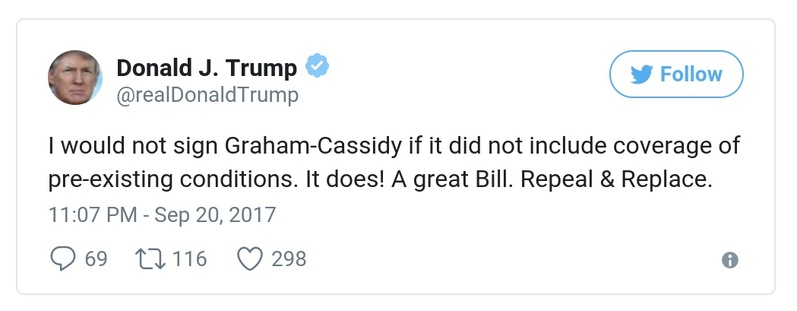 Donald J. Trump
@realDonaldTrump
Follow
I would not sign Graham-Cassidy if it did not include coverage of
pre-existing conditions. It does! A great Bill. Repeal & Replace.
11:07 PM - Sep 20, 2017
69 116 298